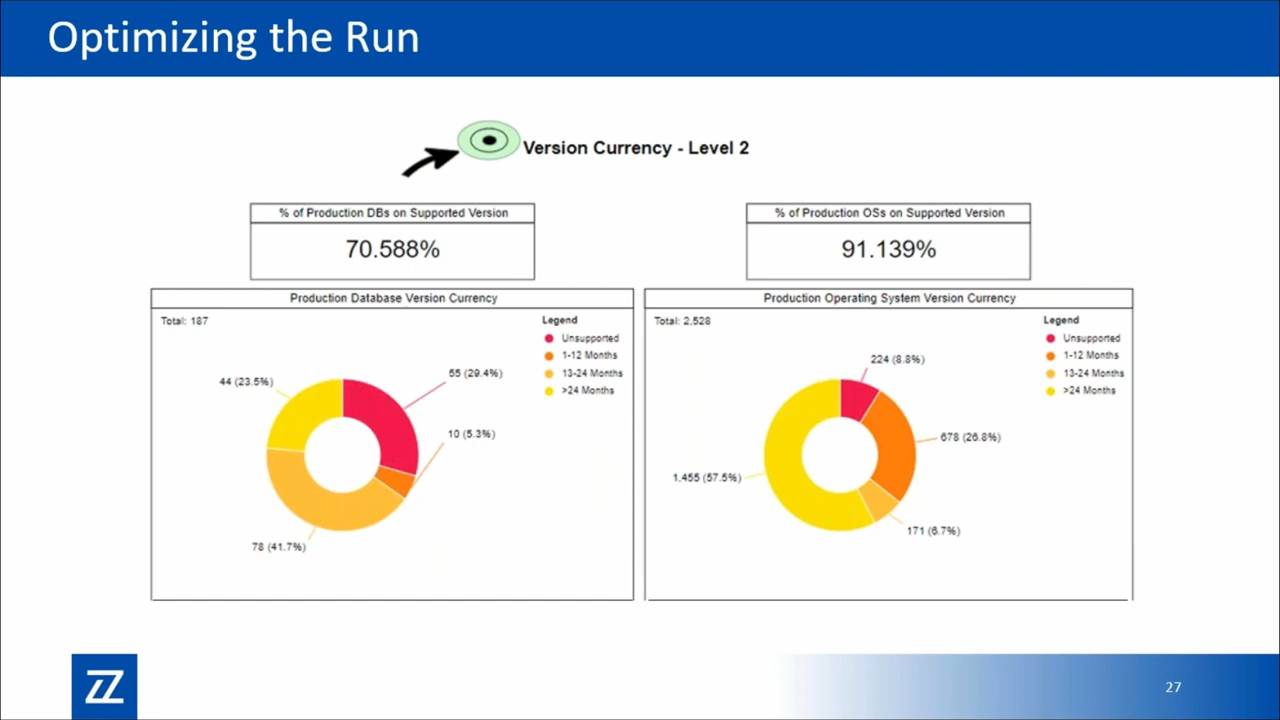 Optimizing the Run
Version Currency - Level 2
% of Production DBs on Supported Version
70.588%
% of Production OSs on Supported Version
91.139%
Production Database Version Currency
Total: 187
Legend
Unsupported
1-12 Months
13-24 Months
>24 Months
44 (23.5%)
55 (29.4%)
10 (5.3%)
78 (41.7%)
Production Operating System Version Currency
Total: 2,528
Legend
Unsupported
1-12 Months
13-24 Months
>24 Months
224 (8.8%)
678 (26.8%)
1,455 (57.5%)
171 (6.7%)
ZZ
27